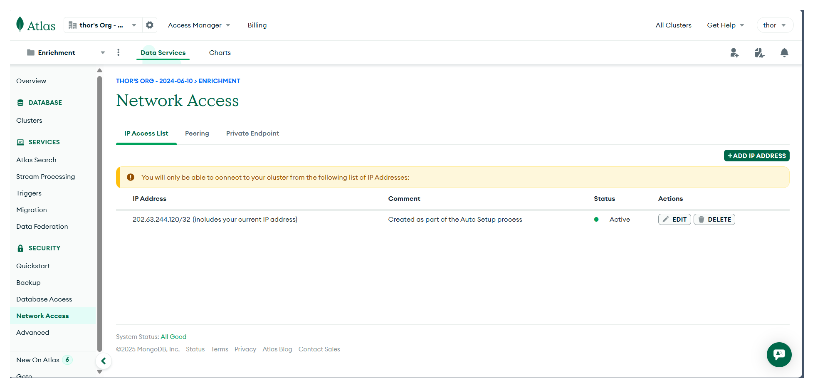 Atlas
thor's Org - ...
Access Manager
Billing
All Clusters
Get Help
thor
Enrichment
Data Services
Charts
Overview
DATABASE
Clusters
SERVICES
Atlas Search
Stream Processing
Triggers
Migration
Data Federation
SECURITY
Quickstart
Backup
Database Access
Network Access
Advanced
New On Atlas 6
Goto
THOR'S ORG - 2024-06-10 > ENRICHMENT
Network Access
IP Access List
Peering
Private Endpoint
+ ADD IP ADDRESS
You will only be able to connect to your cluster from the following list of IP Addresses:
IP Address Comment Status Actions
202.63.244.120/32 (includes your current IP address) Created as part of the Auto Setup process Active EDIT DELETE
System Status: All Good
©2025 MongoDB, Inc. Status Terms Privacy Atlas Blog Contact Sales